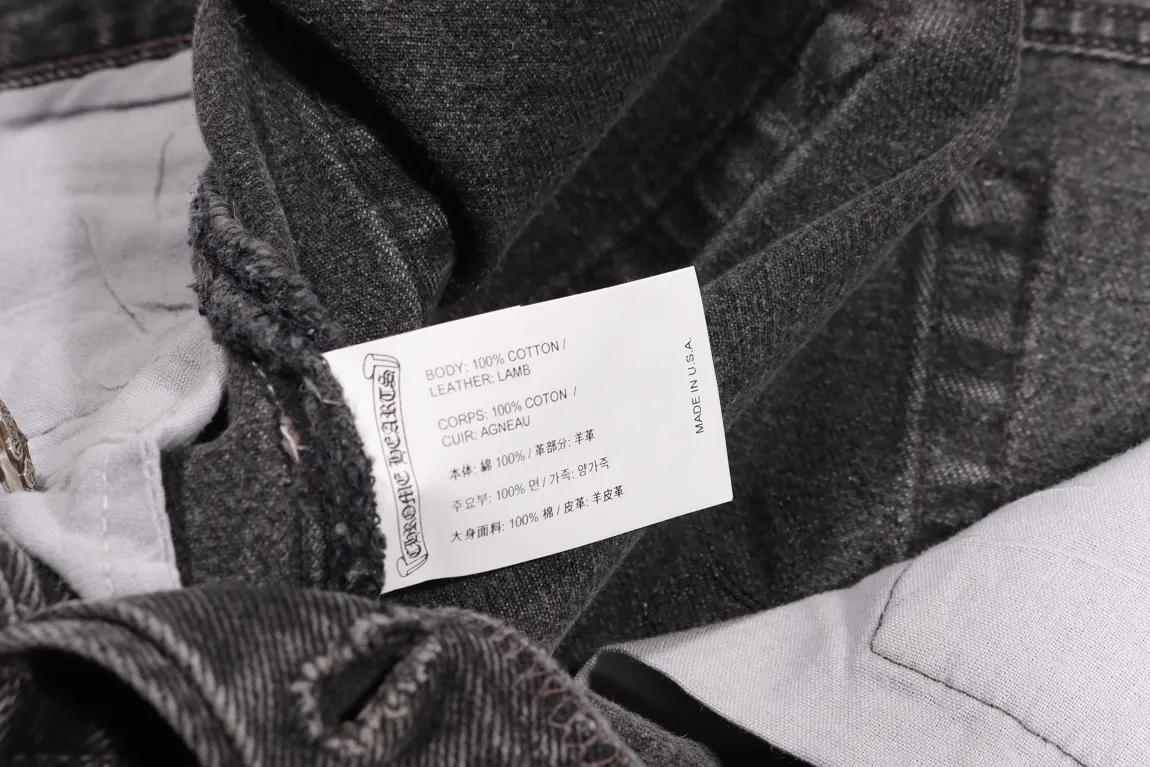 CHROME HEARTS
BODY: 100% COTTON /
LEATHER: LAMB
CORPS: 100% COTON /
CUIR: AGNEAU
本体: 綿 100% / 革部分: 羊革
주요부: 100% 면 / 가죽: 양가죽
大身面料: 100% 棉 / 皮革: 羊皮革
MADE IN U.S.A.